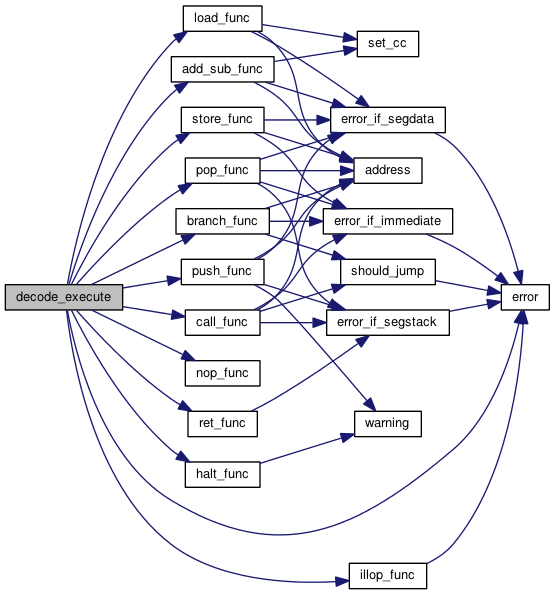 load_func
set_cc
add_sub_func
store_func
error_if_segdata
pop_func
address
branch_func
error_if_immediate
push_func
should_jump
decode_execute
error
call_func
error_if_segstack
nop_func
ret_func
warning
halt_func
illop_func